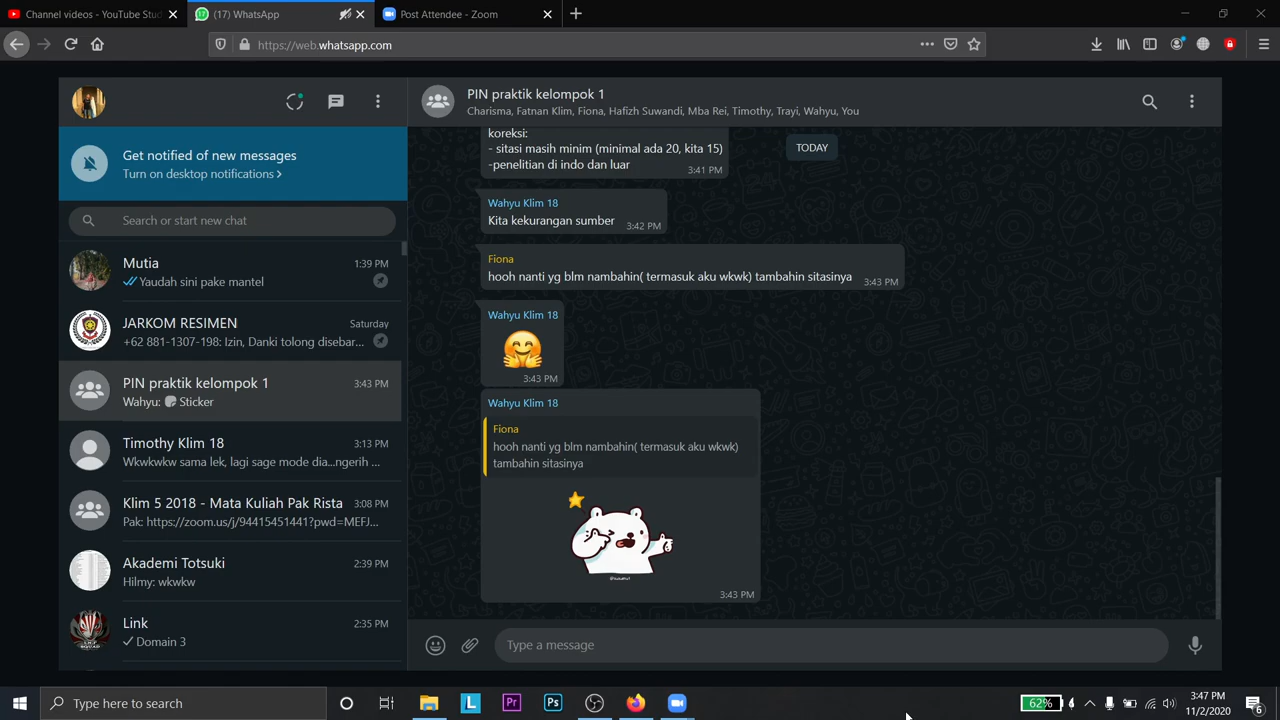 Channel videos - YouTube Stud
(17) WhatsApp
Post Attendee - Zoom
https://web.whatsapp.com
Get notified of new messages
Turn on desktop notifications
Search or start new chat
Mutia
1:39 PM
Yaudah sini pake mantel
JARKOM RESIMEN
Saturday
+62 881-1307-198: Izin, Danki tolong disebar...
PIN praktik kelompok 1
3:43 PM
Wahyu: Sticker
Timothy Klim 18
3:13 PM
Wkwkwkw sama lek, lagi sage mode dia...ngerih ...
Klim 5 2018 - Mata Kuliah Pak Rista
3:08 PM
Pak: https://zoom.us/j/94415451441?pwd=MEFJ...
Akademi Totsuki
2:39 PM
Hilmy: wkwkw
Link
2:35 PM
Domain 3
PIN praktik kelompok 1
Charisma, Fatnan Klim, Fiona, Hafizh Suwandi, Mba Rei, Timothy, Trayi, Wahyu, You
koreksi:
- sitasi masih minim (minimal ada 20, kita 15)
-penelitian di indo dan luar
3:41 PM
TODAY
Wahyu Klim 18
Kita kekurangan sumber
3:42 PM
Fiona
hooh nanti yg blm nambahin( termasuk aku wkwk) tambahin sitasinya
3:43 PM
Wahyu Klim 18
3:43 PM
Wahyu Klim 18
Fiona
hooh nanti yg blm nambahin( termasuk aku wkwk)
tambahin sitasinya
3:43 PM
Type a message
Type here to search
L
Pr
Ps
62%
3:47 PM
11/2/2020
6